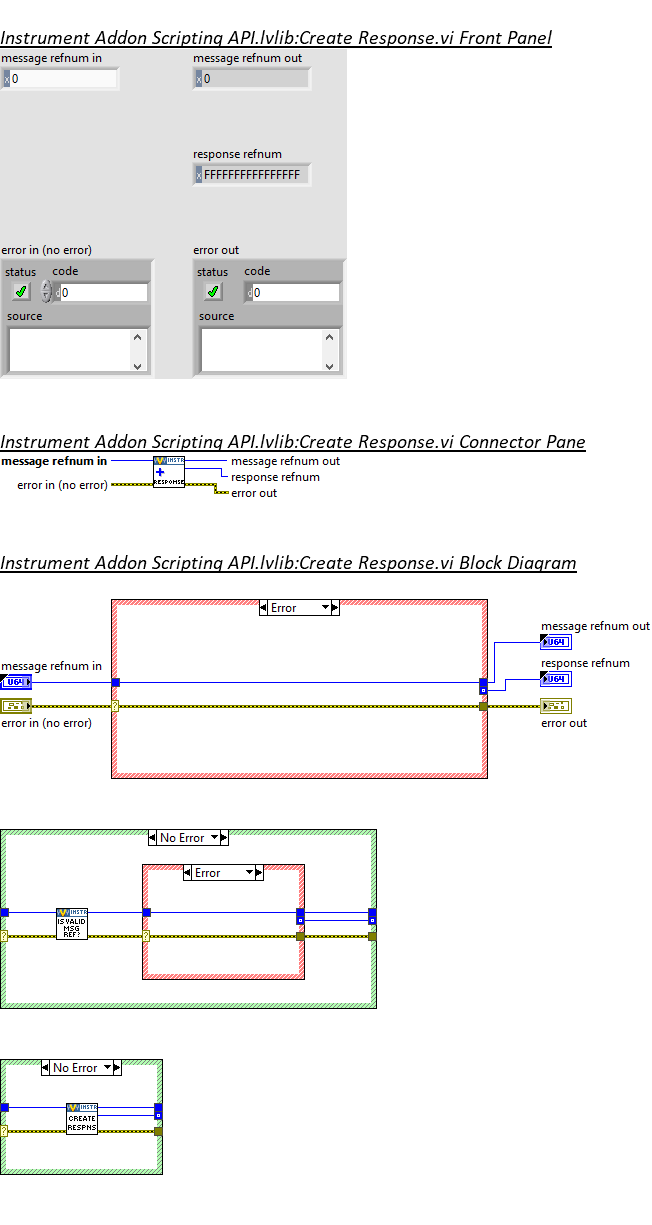 Instrument Addon Scripting API.lvlib:Create Response.vi Front Panel
message refnum in message refnum out
x 0 x 0
response refnum
x FFFFFFFFFFFFFFFF
error in (no error) error out
status code status code
d 0 d 0
source source
Instrument Addon Scripting API.lvlib:Create Response.vi Connector Pane
message refnum in INSTR message refnum out
response refnum
error in (no error) RESPONSE error out
Instrument Addon Scripting API.lvlib:Create Response.vi Block Diagram
Error
message refnum out
U64
message refnum in response refnum
U64 U64
?
error in (no error) error out
No Error
Error
INSTR
IS VALID
MSG
REF?
? ?
No Error
INSTR
CREATE
RESPNS
?